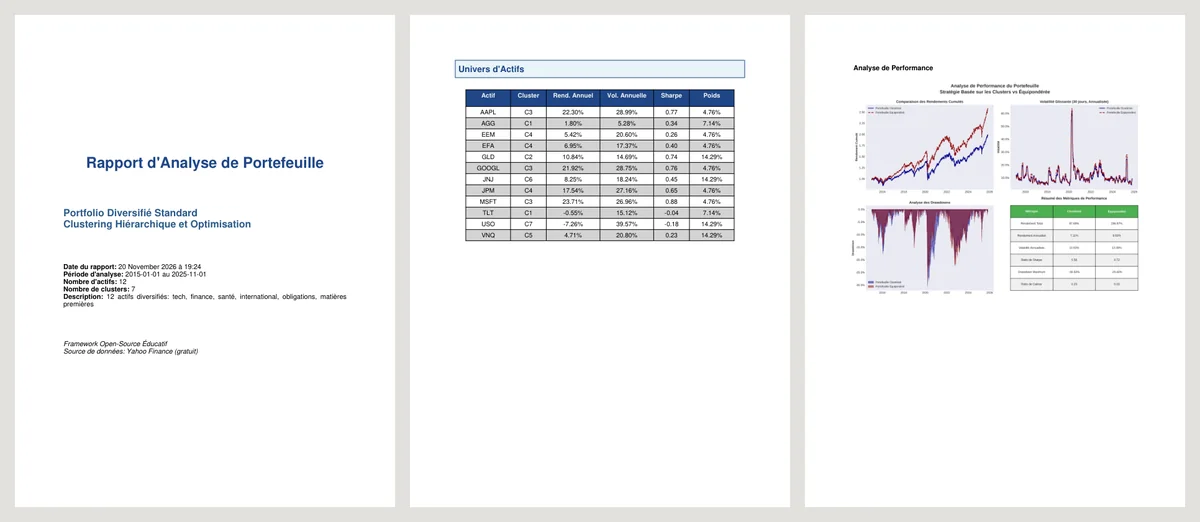 Rapport d'Analyse de Portefeuille
Portfolio Diversifié Standard
Clustering Hiérarchique et Optimisation
Date du rapport: 20 November 2026 à 19:24
Période d'analyse: 2015-01-01 au 2025-11-01
Nombre d'actifs: 12
Nombre de clusters: 7
Description: 12 actifs diversifiés: tech, finance, santé, international, obligations, matières
premières
Framework Open-Source Éducatif
Source de données: Yahoo Finance (gratuit)
Univers d'Actifs
Actif Cluster Rend. Annuel Vol. Annuelle Sharpe Poids
AAPL C3 22.30% 28.99% 0.77 4.76%
AGG C1 1.80% 5.28% 0.34 7.14%
EEM C4 5.42% 20.60% 0.26 4.76%
EFA C4 6.95% 17.37% 0.40 4.76%
GLD C2 10.84% 14.69% 0.74 14.29%
GOOGL C3 21.92% 28.75% 0.76 4.76%
JNJ C6 8.25% 18.24% 0.45 14.29%
JPM C4 17.54% 27.16% 0.65 4.76%
MSFT C3 23.71% 26.96% 0.88 4.76%
TLT C1 -0.55% 15.12% -0.04 7.14%
USO C7 -7.26% 39.57% -0.18 14.29%
VNQ C5 4.71% 20.80% 0.23 14.29%
Analyse de Performance
Analyse de Performance du Portefeuille
Stratégie Basée sur les Clusters vs Équipondérée
Comparaison des Rendements Cumulés
Analyse des Drawdowns
Résumé des Métriques de Performance